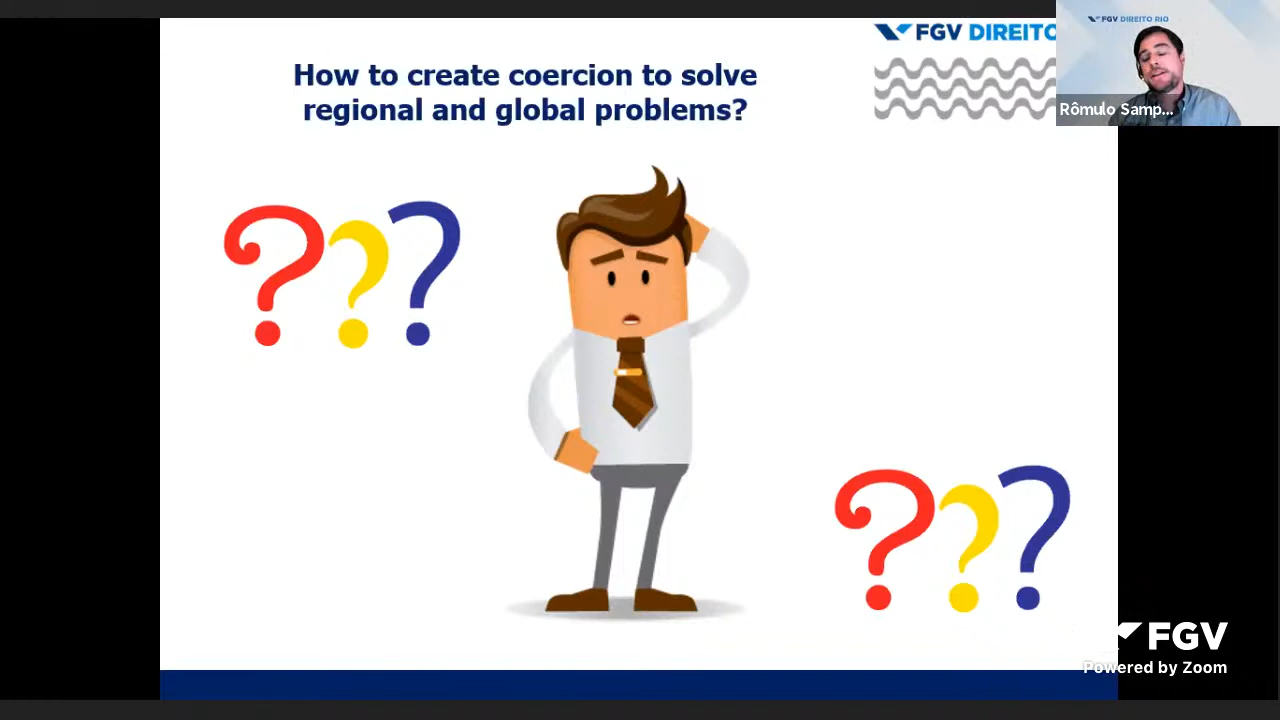 How to create coercion to solve
regional and global problems?
FGV DIREITO
FGV DIREITO RIO
Rômulo Samp...
??? 
???
FGV
Powered by Zoom